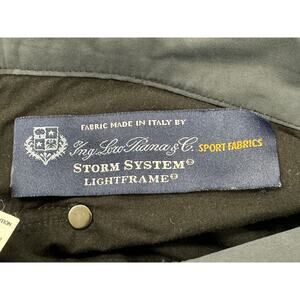 FABRIC MADE IN ITALY BY
Ing. Loro Piana & C. SPORT FABRICS
STORM SYSTEM®
LIGHTFRAME®